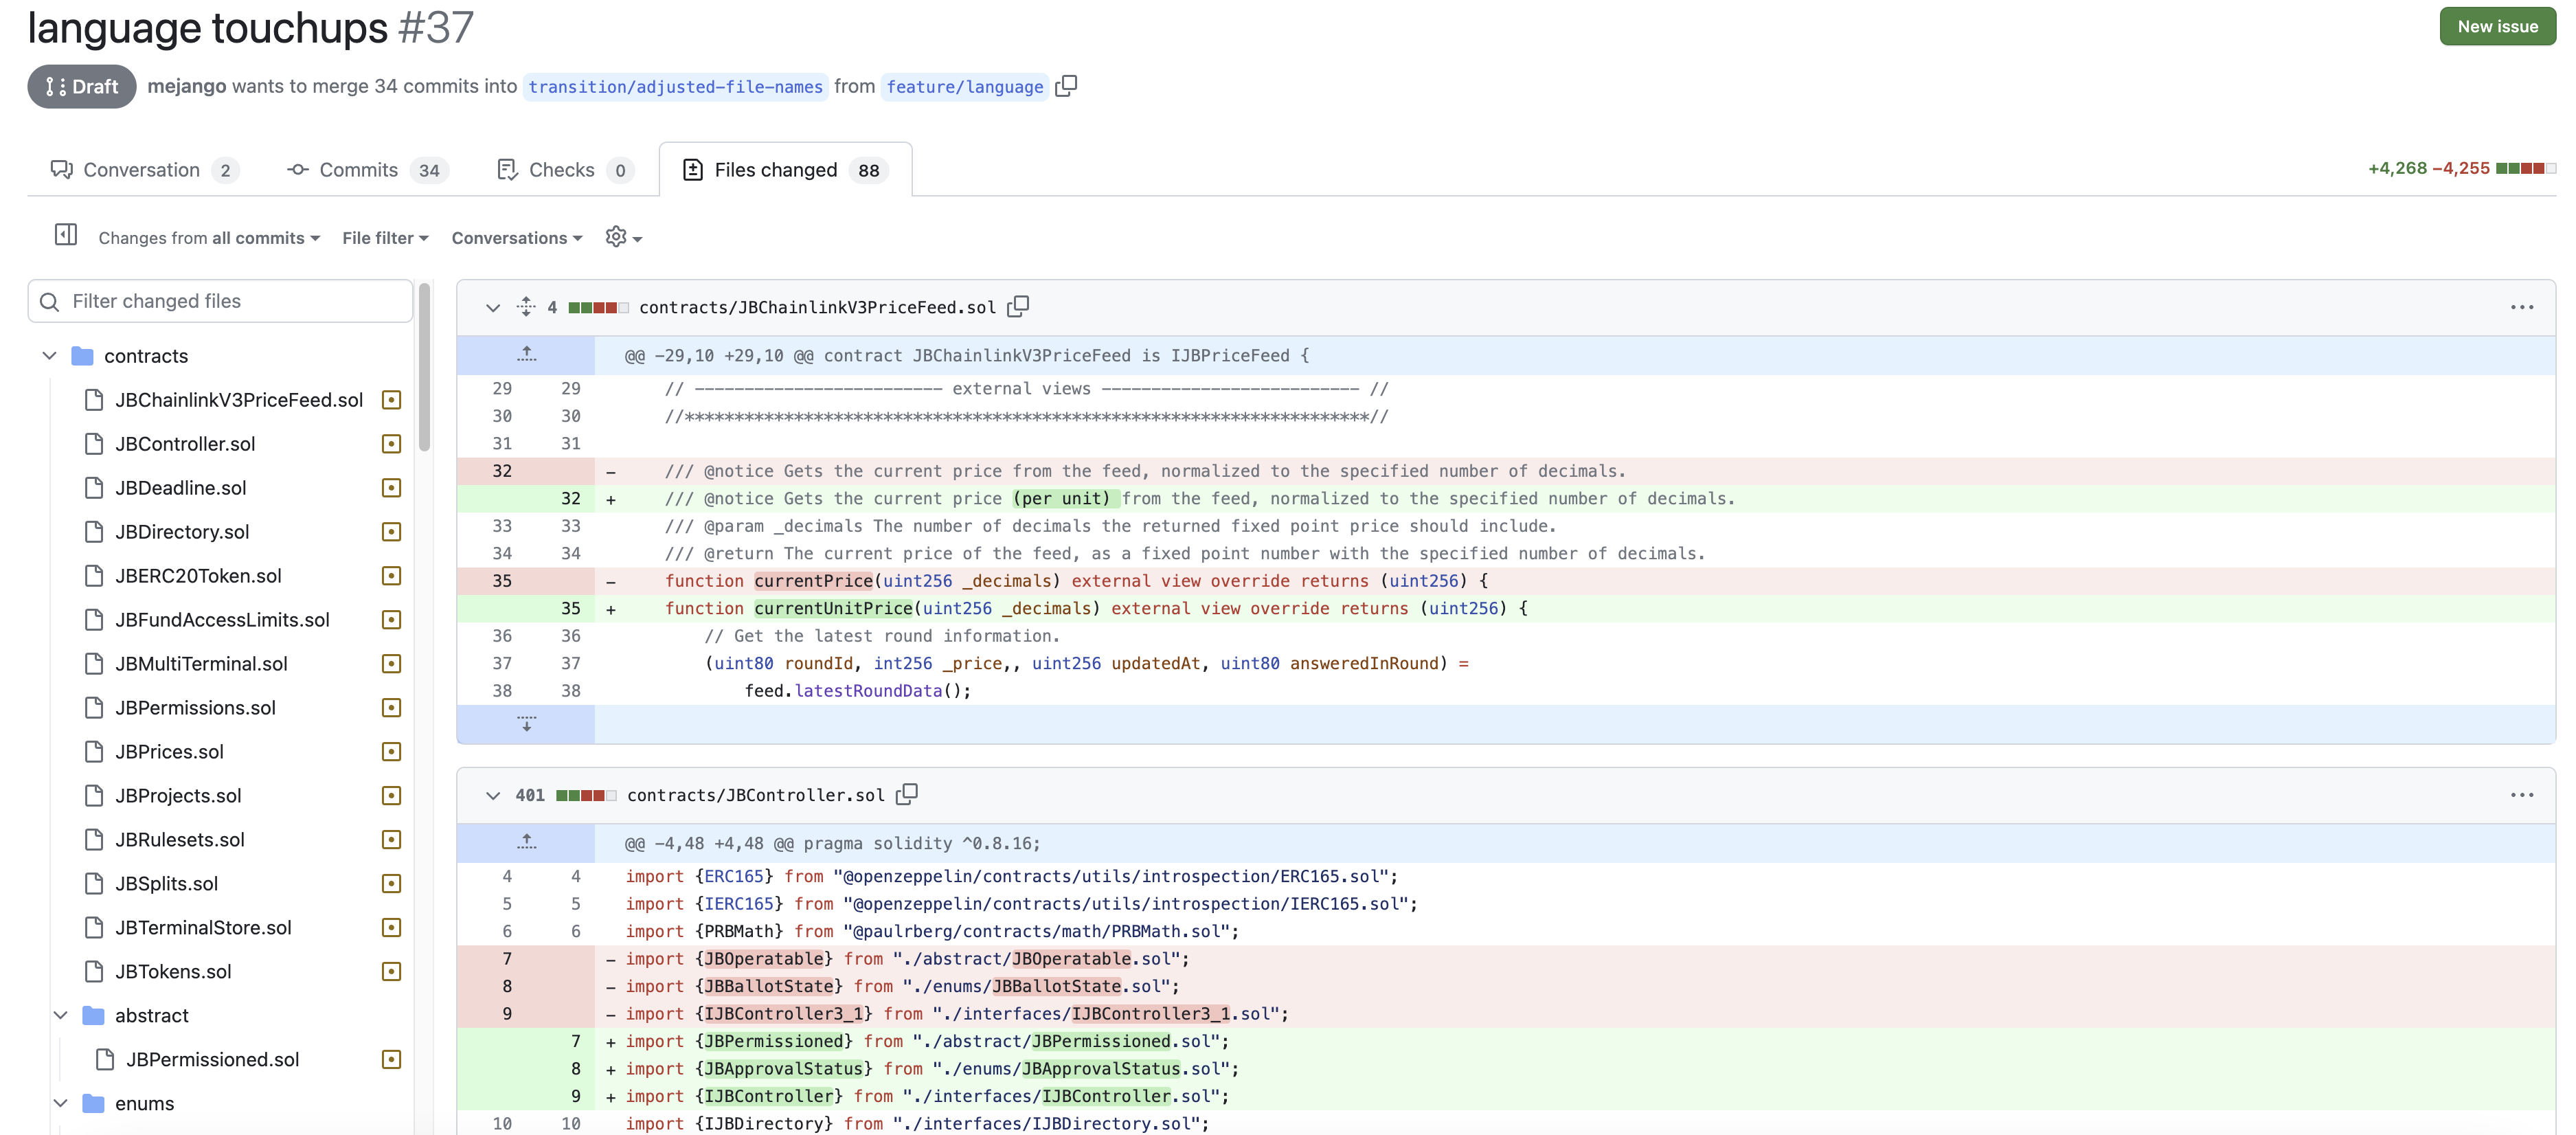 language touchups #37
New issue
Draft mejango wants to merge 34 commits into transition/adjusted-file-names from feature/language
Conversation 2 Commits 34 Checks 0 Files changed 88 +4,268 −4,255
Changes from all commits File filter Conversations
Filter changed files
contracts
JBChainlinkV3PriceFeed.sol
JBController.sol
JBDeadline.sol
JBDirectory.sol
JBERC20Token.sol
JBFundAccessLimits.sol
JBMultiTerminal.sol
JBPermissions.sol
JBPrices.sol
JBProjects.sol
JBRulesets.sol
JBSplits.sol
JBTerminalStore.sol
JBTokens.sol
abstract
JBPermissioned.sol
enums
4 contracts/JBChainlinkV3PriceFeed.sol
@@ -29,10 +29,10 @@ contract JBChainlinkV3PriceFeed is IJBPriceFeed {
29 29 // ------------------------- external views -------------------------- //
30 30 //*********************************************************************//
31 31
32 - /// @notice Gets the current price from the feed, normalized to the specified number of decimals.
32 + /// @notice Gets the current price (per unit) from the feed, normalized to the specified number of decimals.
33 33 /// @param _decimals The number of decimals the returned fixed point price should include.
34 34 /// @return The current price of the feed, as a fixed point number with the specified number of decimals.
35 - function currentPrice(uint256 _decimals) external view override returns (uint256) {
35 + function currentUnitPrice(uint256 _decimals) external view override returns (uint256) {
36 36 // Get the latest round information.
37 37 (uint80 roundId, int256 _price,, uint256 updatedAt, uint80 answeredInRound) =
38 38 feed.latestRoundData();
401 contracts/JBController.sol
@@ -4,48 +4,48 @@ pragma solidity ^0.8.16;
4 4 import {ERC165} from "@openzeppelin/contracts/utils/introspection/ERC165.sol";
5 5 import {IERC165} from "@openzeppelin/contracts/utils/introspection/IERC165.sol";
6 6 import {PRBMath} from "@paulrberg/contracts/math/PRBMath.sol";
7 - import {JBOperatable} from "./abstract/JBOperatable.sol";
8 - import {JBBallotState} from "./enums/JBBallotState.sol";
9 - import {IJBController3_1} from "./interfaces/IJBController3_1.sol";
7 + import {JBPermissioned} from "./abstract/JBPermissioned.sol";
8 + import {JBApprovalStatus} from "./enums/JBApprovalStatus.sol";
9 + import {IJBController} from "./interfaces/IJBController.sol";
10 10 import {IJBDirectory} from "./interfaces/IJBDirectory.sol";